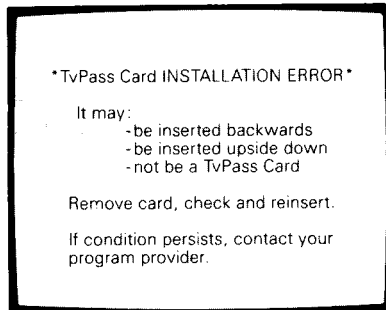 *TvPass Card INSTALLATION ERROR*
It may:
-be inserted backwards
-be inserted upside down
-not be a TvPass Card
Remove card, check and reinsert.
If condition persists, contact your
program provider.